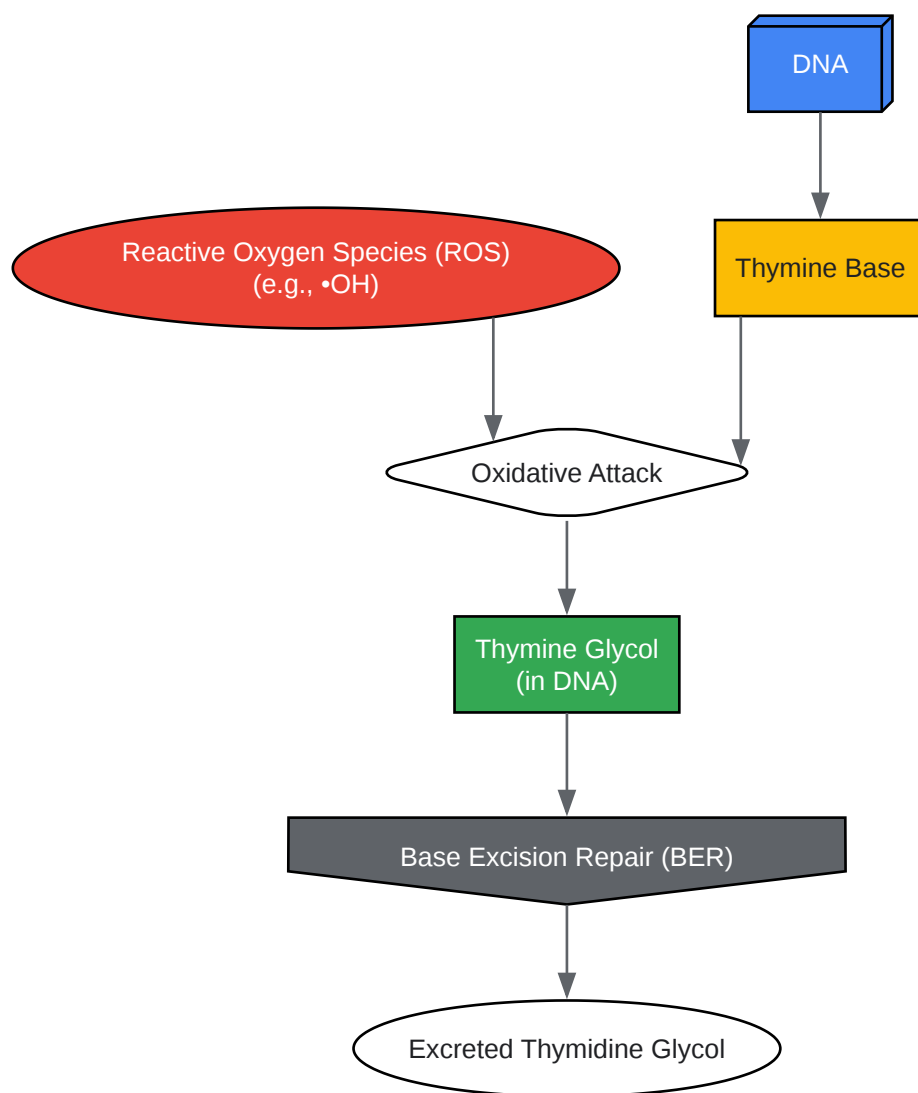 DNA
Reactive Oxygen Species (ROS)
(e.g., •OH)
Thymine Base
Oxidative Attack
Thymine Glycol
(in DNA)
Base Excision Repair (BER)
Excreted Thymidine Glycol